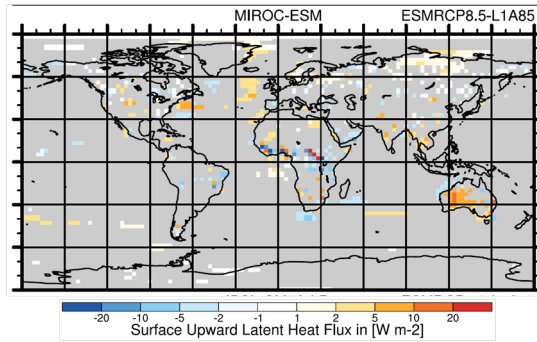 MIROC-ESM ESMRCP8.5-L1A85
-20 -10 -5 -2 -1 1 2 5 10 20
Surface Upward Latent Heat Flux in [W m-2]